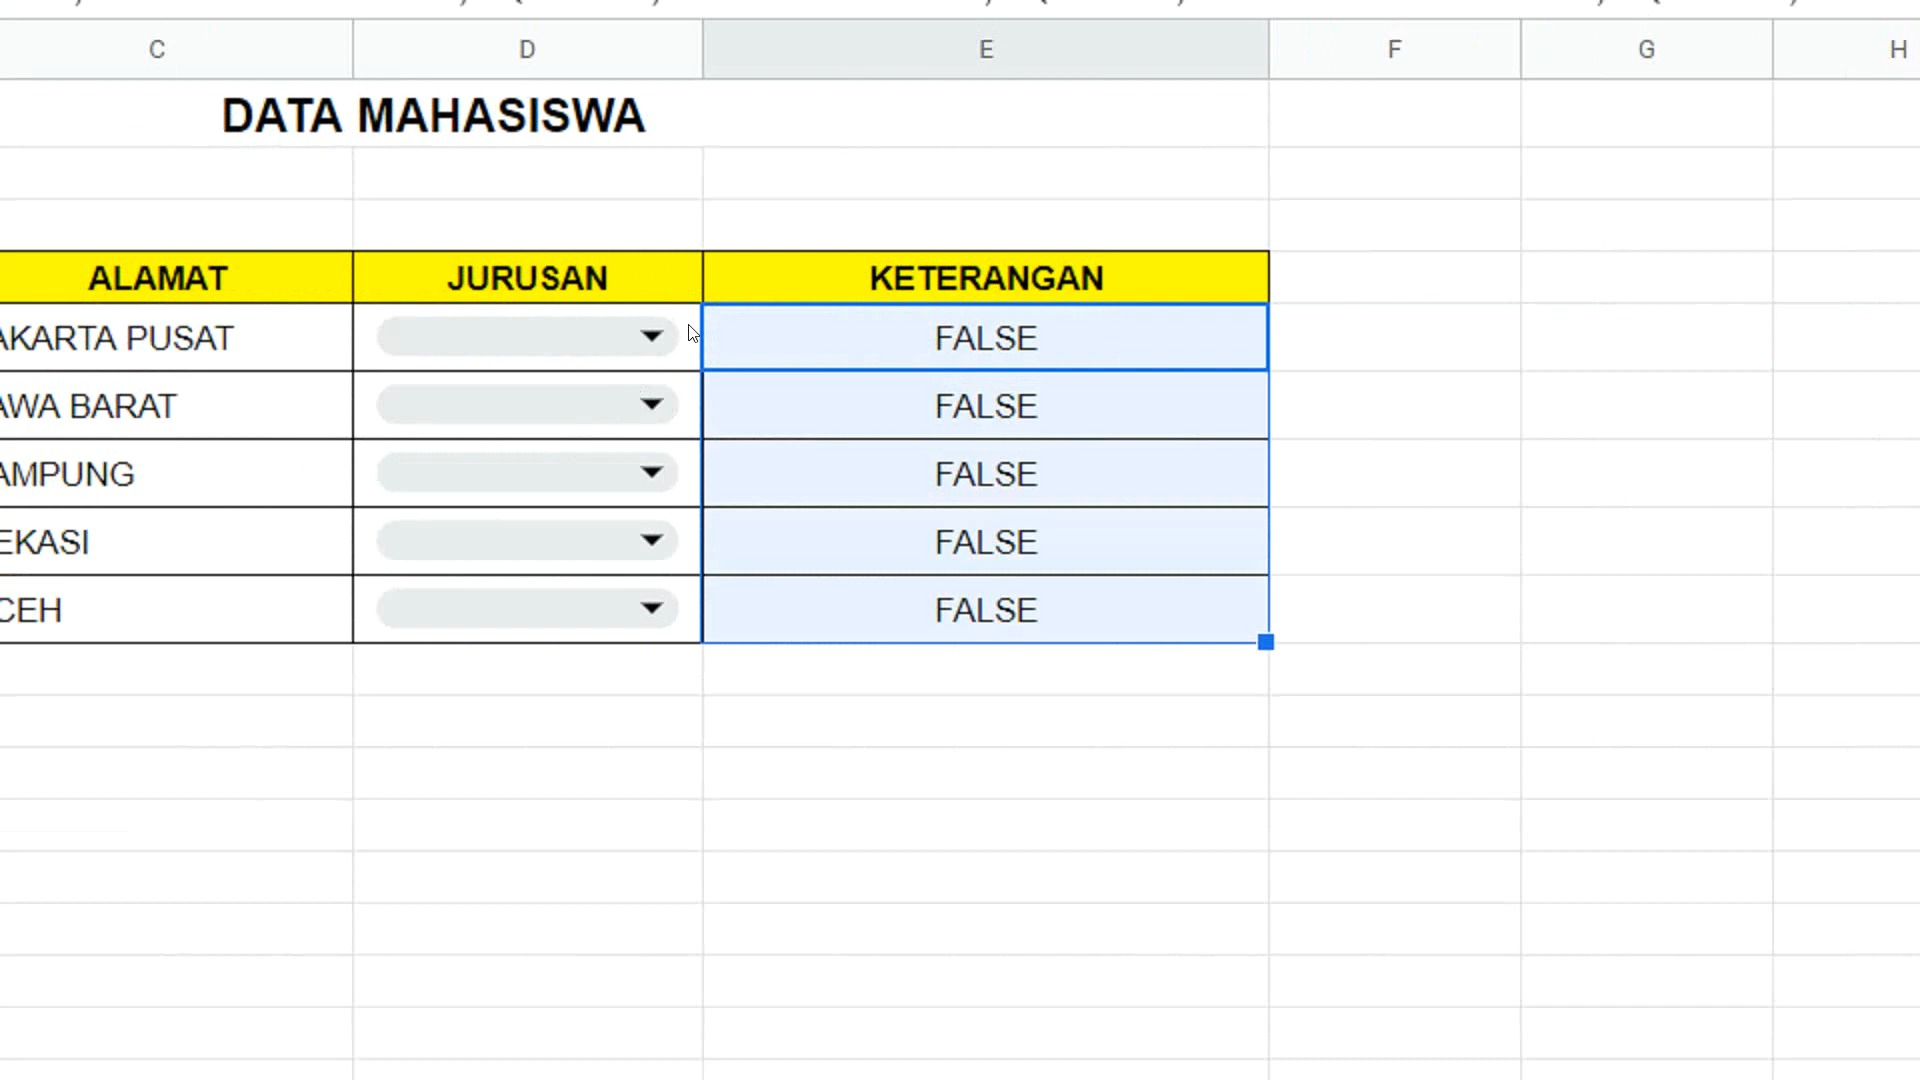 C D E F G H
DATA MAHASISWA
ALAMAT JURUSAN KETERANGAN
AKARTA PUSAT FALSE
AWA BARAT FALSE
AMPUNG FALSE
EKASI FALSE
CEH FALSE